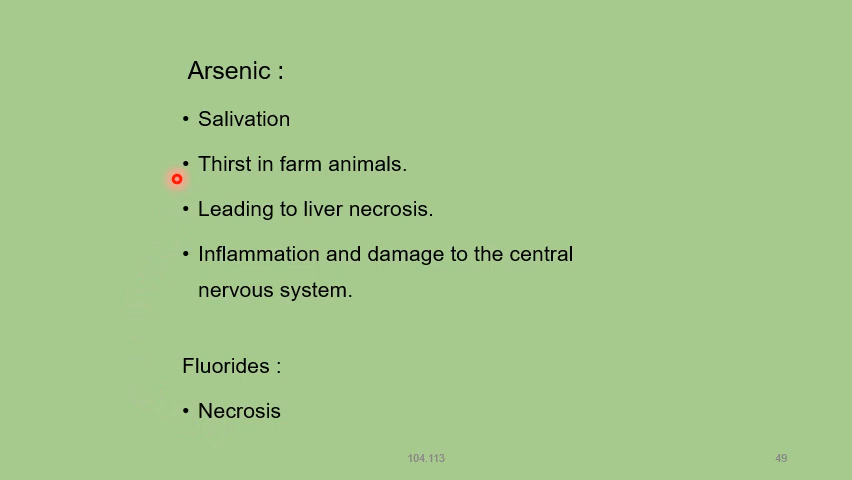 Arsenic :
• Salivation
• Thirst in farm animals.
• Leading to liver necrosis.
• Inflammation and damage to the central
nervous system.
Fluorides :
• Necrosis
104.113
49